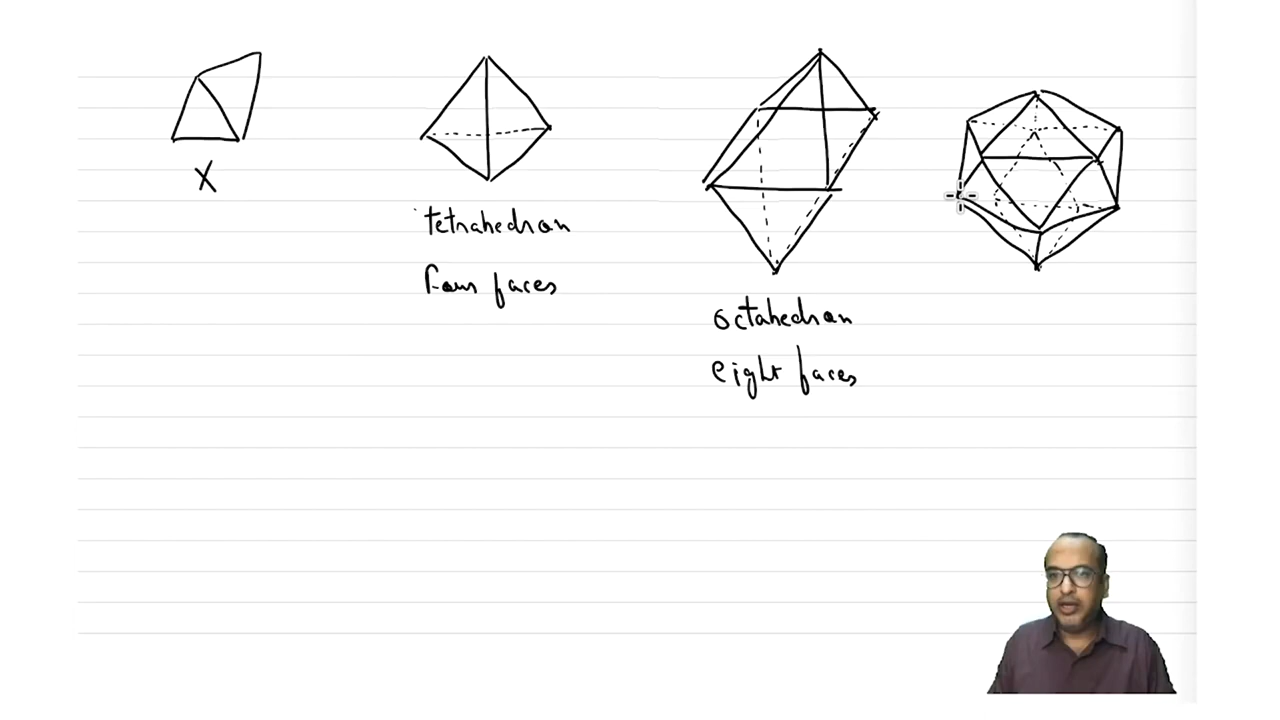 X
tetrahedron
four faces
octahedron
eight faces